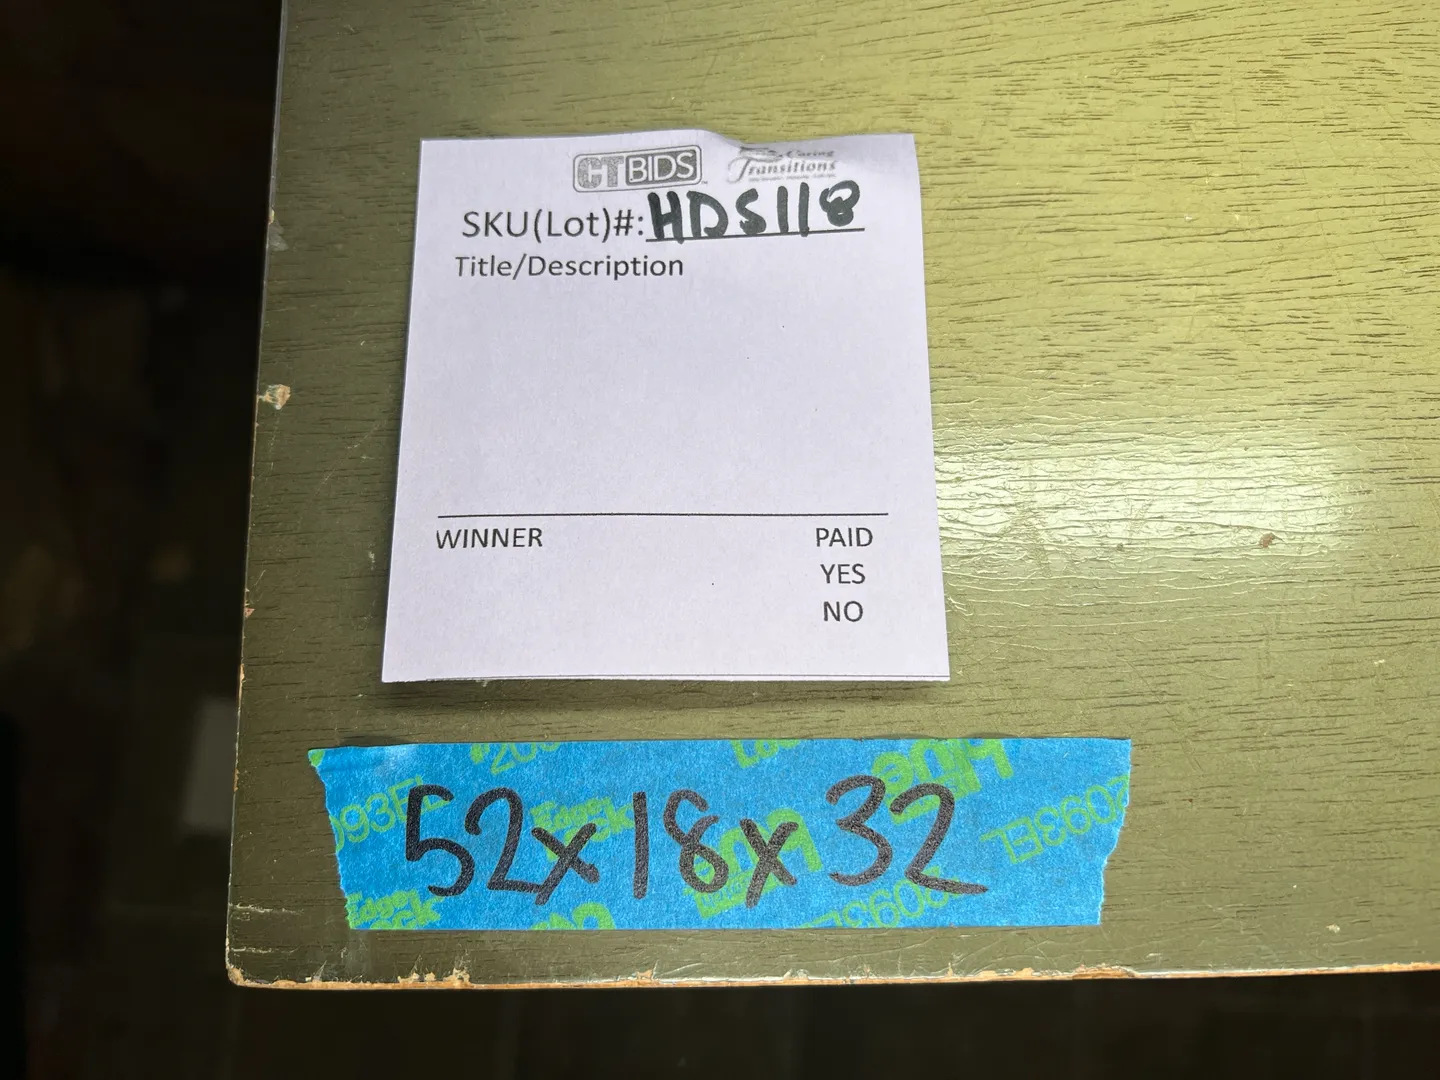 CTBIDS
Caring
Transitions
SKU(Lot)#: HDS118
Title/Description
WINNER PAID
YES
NO
52x18x32